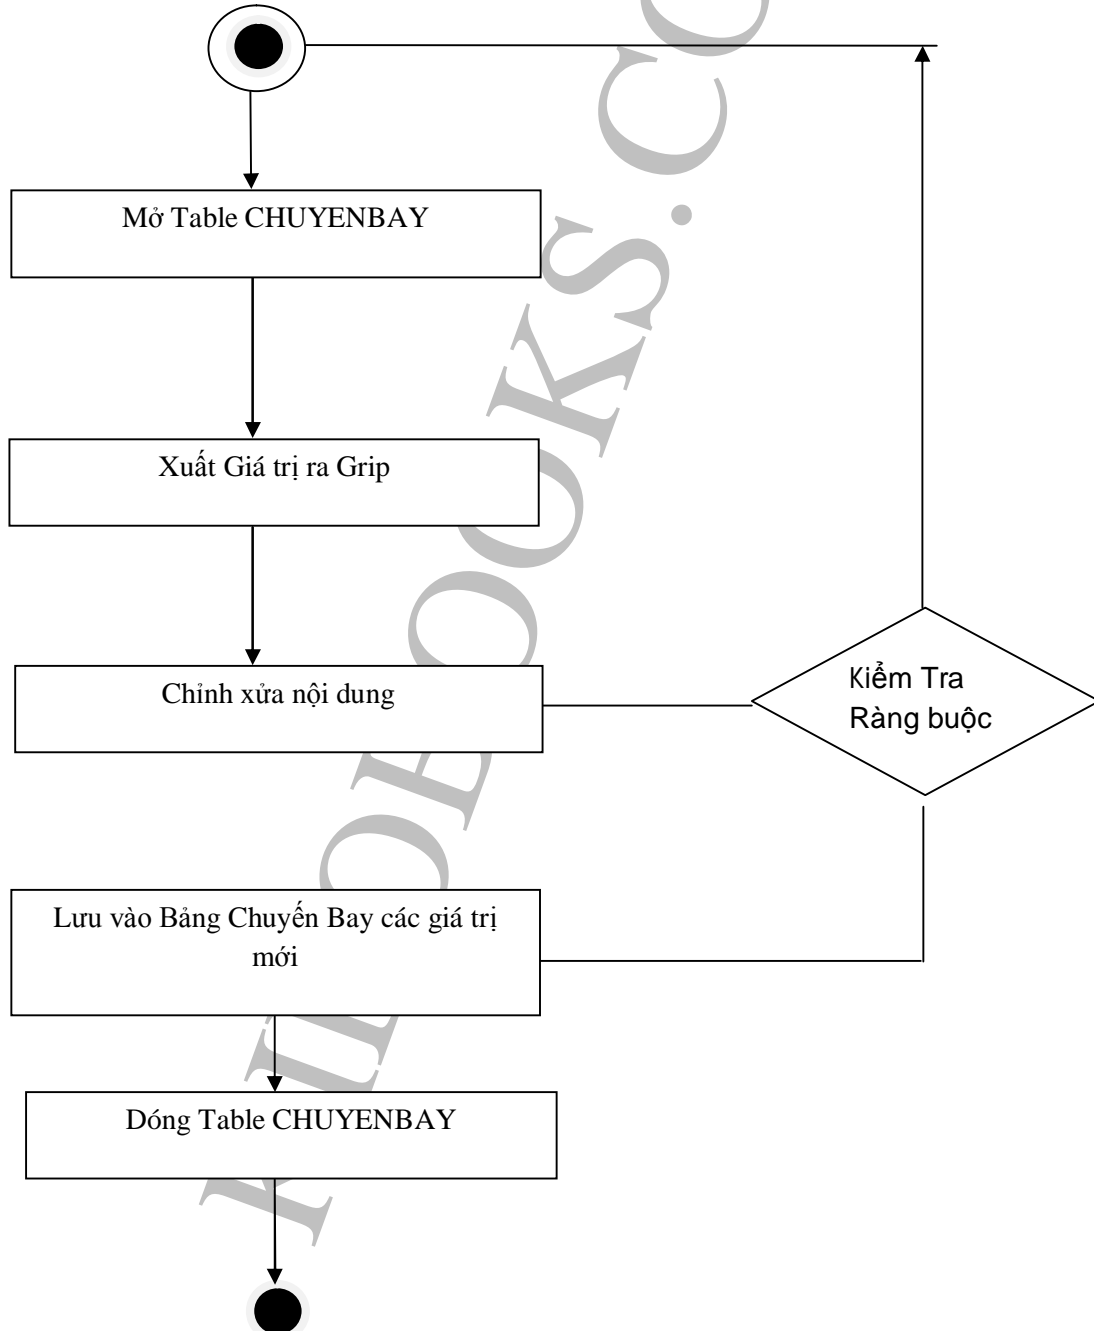 Mở Table CHUYENBAY
Xuất Giá trị ra Grip
Chỉnh xửa nội dung
Kiểm Tra
Ràng buộc
Lưu vào Bảng Chuyến Bay các giá trị
mới
Dóng Table CHUYENBAY